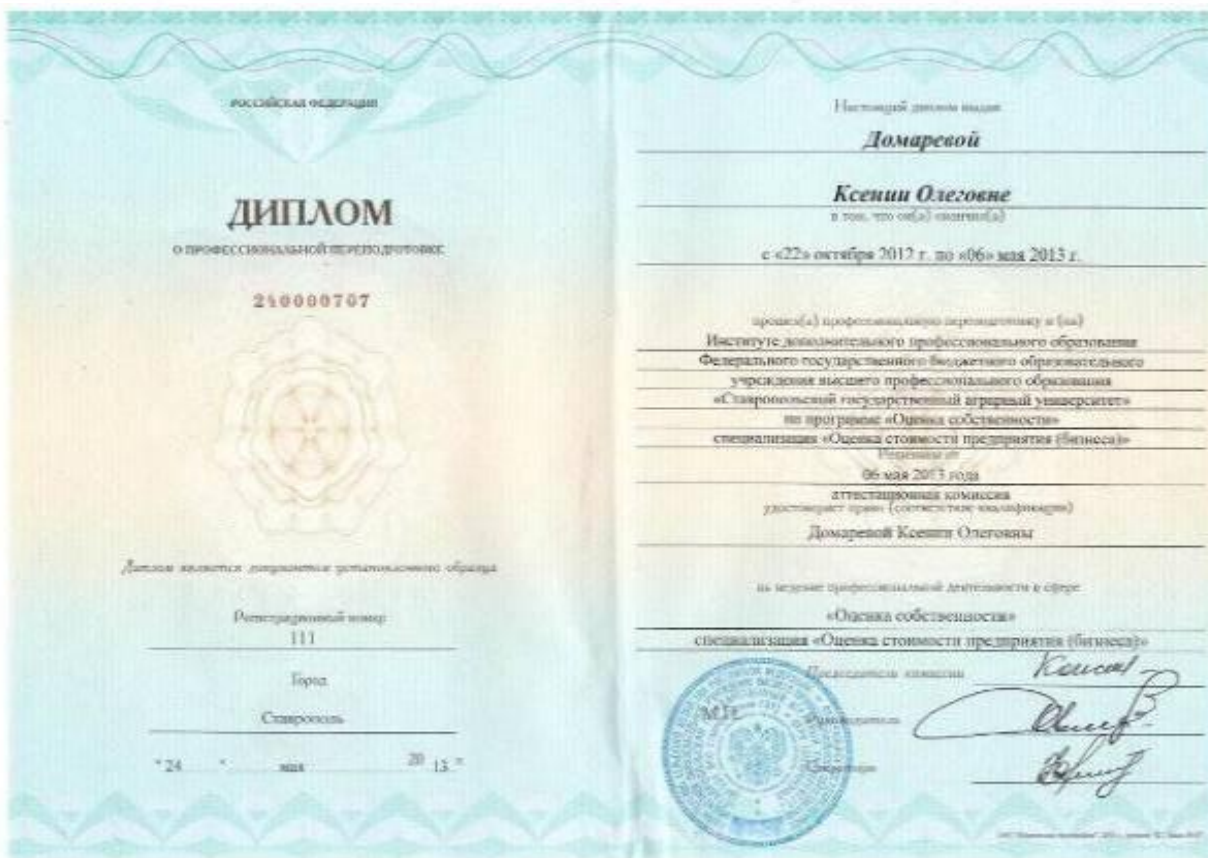 РОССИЙСКАЯ ФЕДЕРАЦИЯ
ДИПЛОМ
О ПРОФЕССИОНАЛЬНОЙ ПЕРЕПОДГОТОВКЕ
240000707
Диплом является документом установленного образца
Регистрационный номер
111
Город
Ставрополь
"24 " мая 20 13 "
Настоящий диплом выдан
Домаревой
Ксении Олеговне
в том, что он(а) окончил(а)
с «22» октября 2012 г. по «06» мая 2013 г.
прошел(а) профессиональную переподготовку в (на)
Институте дополнительного профессионального образования
Федерального государственного бюджетного образовательного
учреждения высшего профессионального образования
«Ставропольский государственный аграрный университет»
по программе «Оценка собственности»
специализация «Оценка стоимости предприятия (бизнеса)»
Решением от
06 мая 2013 года
аттестационная комиссия
удостоверяет право (соответствие квалификации)
Домаревой Ксении Олеговны
на ведение профессиональной деятельности в сфере
«Оценка собственности»
специализация «Оценка стоимости предприятия (бизнеса)»
Председатель комиссии
М.П.
Руководитель
Секретарь